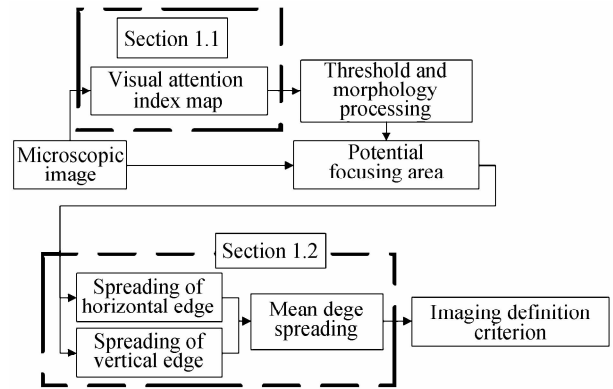 Section 1.1
Visual attention
index map
Threshold and
morphology
processing
Microscopic
image
Potential
focusing area
Section 1.2
Spreading of
horizontal edge
Spreading of
vertical edge
Mean dege
spreading
Imaging definition
criterion